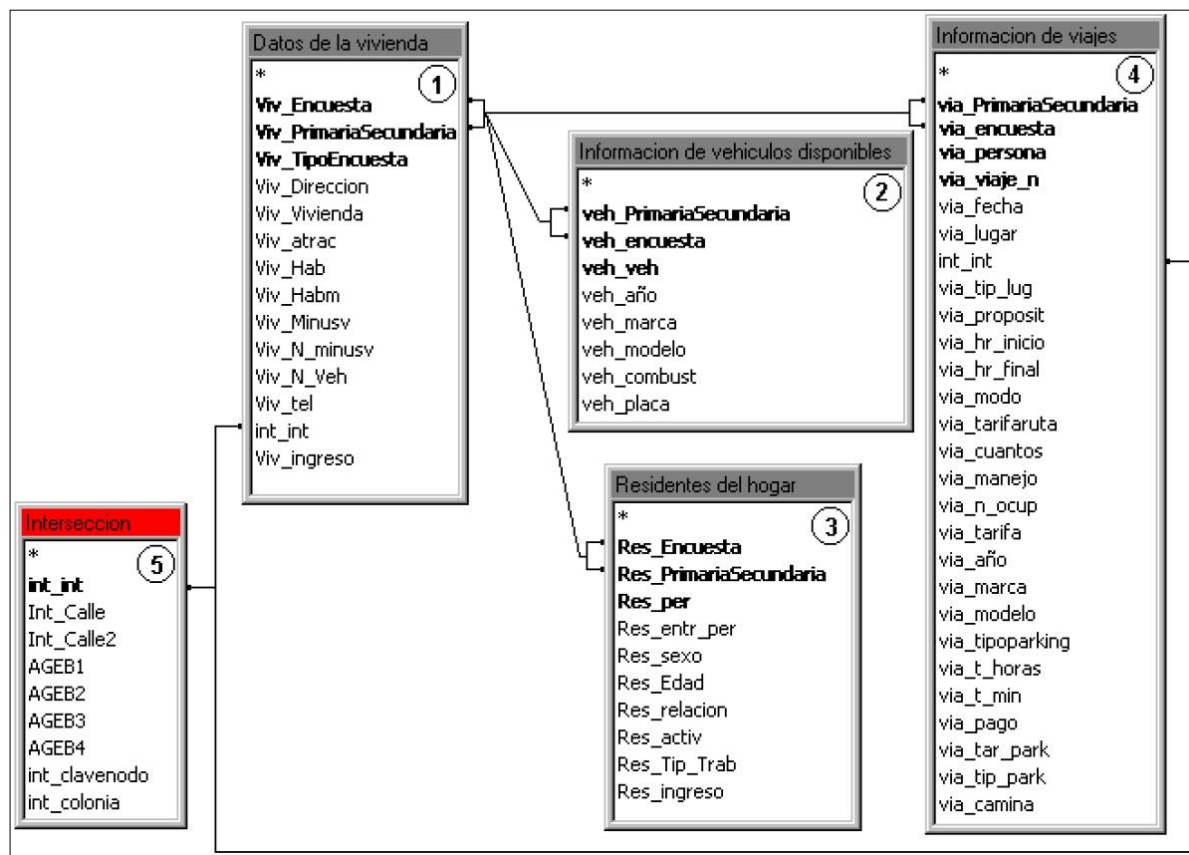 Datos de la vivienda
1
*
Viv_Encuesta
Viv_PrimariaSecundaria
Viv_TipoEncuesta
Viv_Direccion
Viv_Vivienda
Viv_atrac
Viv_Hab
Viv_Habm
Viv_Minusv
Viv_N_minusv
Viv_N_Veh
Viv_tel
int_int
Viv_ingreso
Informacion de vehiculos disponibles
2
*
veh_PrimariaSecundaria
veh_encuesta
veh_veh
veh_año
veh_marca
veh_modelo
veh_combust
veh_placa
Residentes del hogar
3
*
Res_Encuesta
Res_PrimariaSecundaria
Res_per
Res_entr_per
Res_sexo
Res_Edad
Res_relacion
Res_activ
Res_Tip_Trab
Res_ingreso
Informacion de viajes
4
*
via_PrimariaSecundaria
via_encuesta
via_persona
via_viaje_n
via_fecha
via_lugar
int_int
via_tip_lug
via_proposit
via_hr_inicio
via_hr_final
via_modo
via_tarifaruta
via_cuantos
via_manejo
via_n_ocup
via_tarifa
via_año
via_marca
via_modelo
via_tipoparking
via_t_horas
via_t_min
via_pago
via_tar_park
via_tip_park
via_camina
Interseccion
5
*
int_int
Int_Calle
Int_Calle2
AGEB1
AGEB2
AGEB3
AGEB4
int_clavenodo
int_colonia